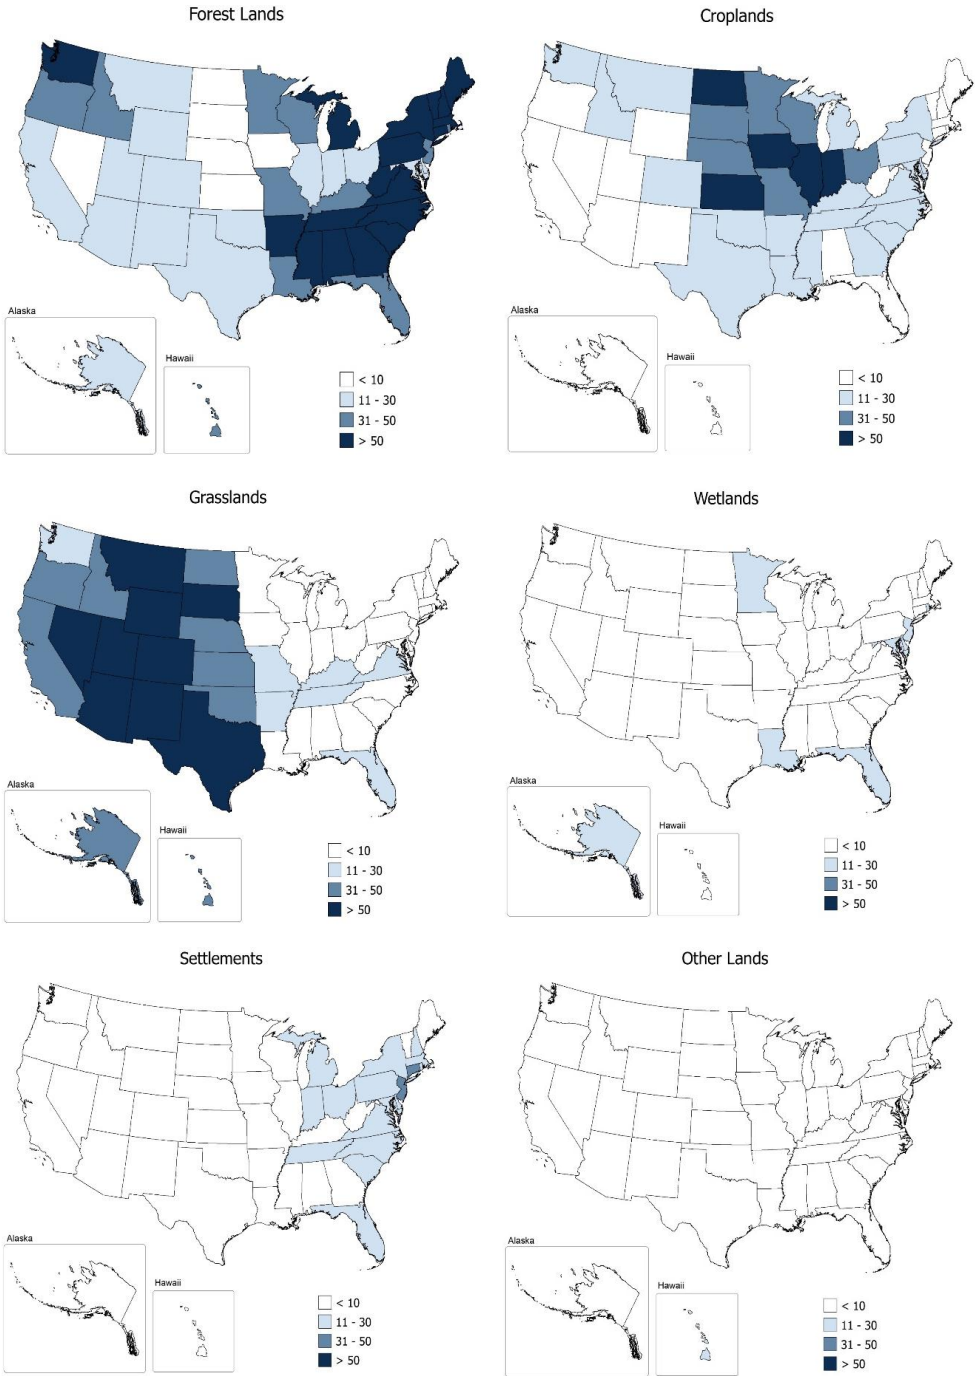 Forest Lands
Alaska
Hawaii
< 10
11 - 30
31 - 50
> 50
Croplands
Alaska
Hawaii
< 10
11 - 30
31 - 50
> 50
Grasslands
Alaska
Hawaii
< 10
11 - 30
31 - 50
> 50
Wetlands
Alaska
Hawaii
< 10
11 - 30
31 - 50
> 50
Settlements
Alaska
Hawaii
< 10
11 - 30
31 - 50
> 50
Other Lands
Alaska
Hawaii
< 10
11 - 30
31 - 50
> 50